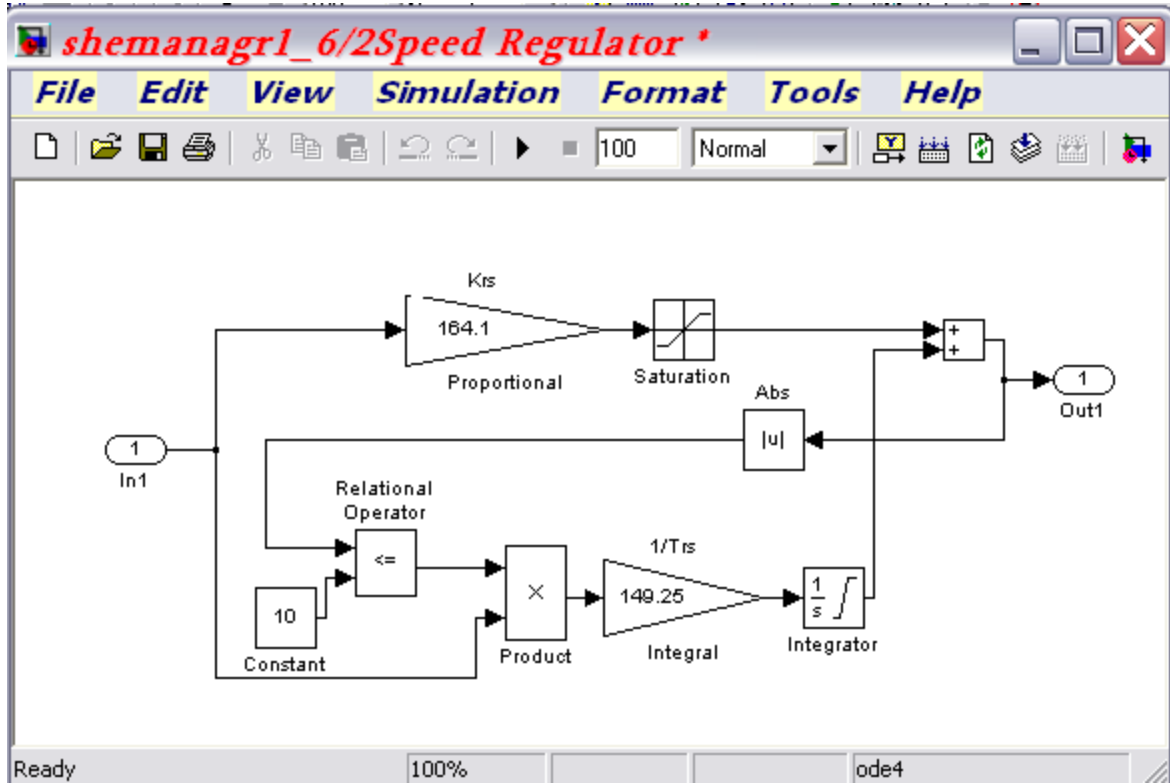 shemanagr1_6/2Speed Regulator *
File Edit View Simulation Format Tools Help
100 Normal
Krs
164.1
Proportional
Saturation
+
+
1
Out1
Abs
|u|
1
In1
Relational
Operator
<=
10
Constant
×
Product
1/Trs
149.25
Integral
1
s
Integrator
Ready 100% ode4